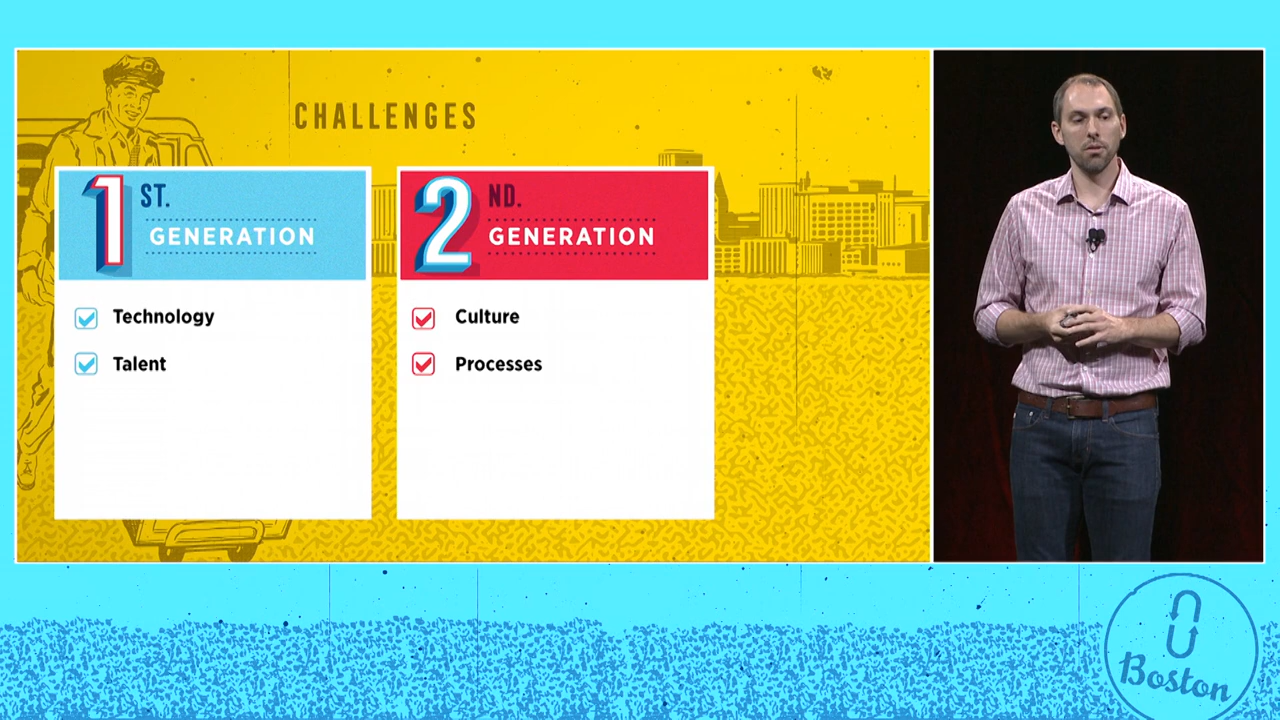 CHALLENGES
1 ST.
GENERATION
Technology
Talent
2 ND.
GENERATION
Culture
Processes
Boston